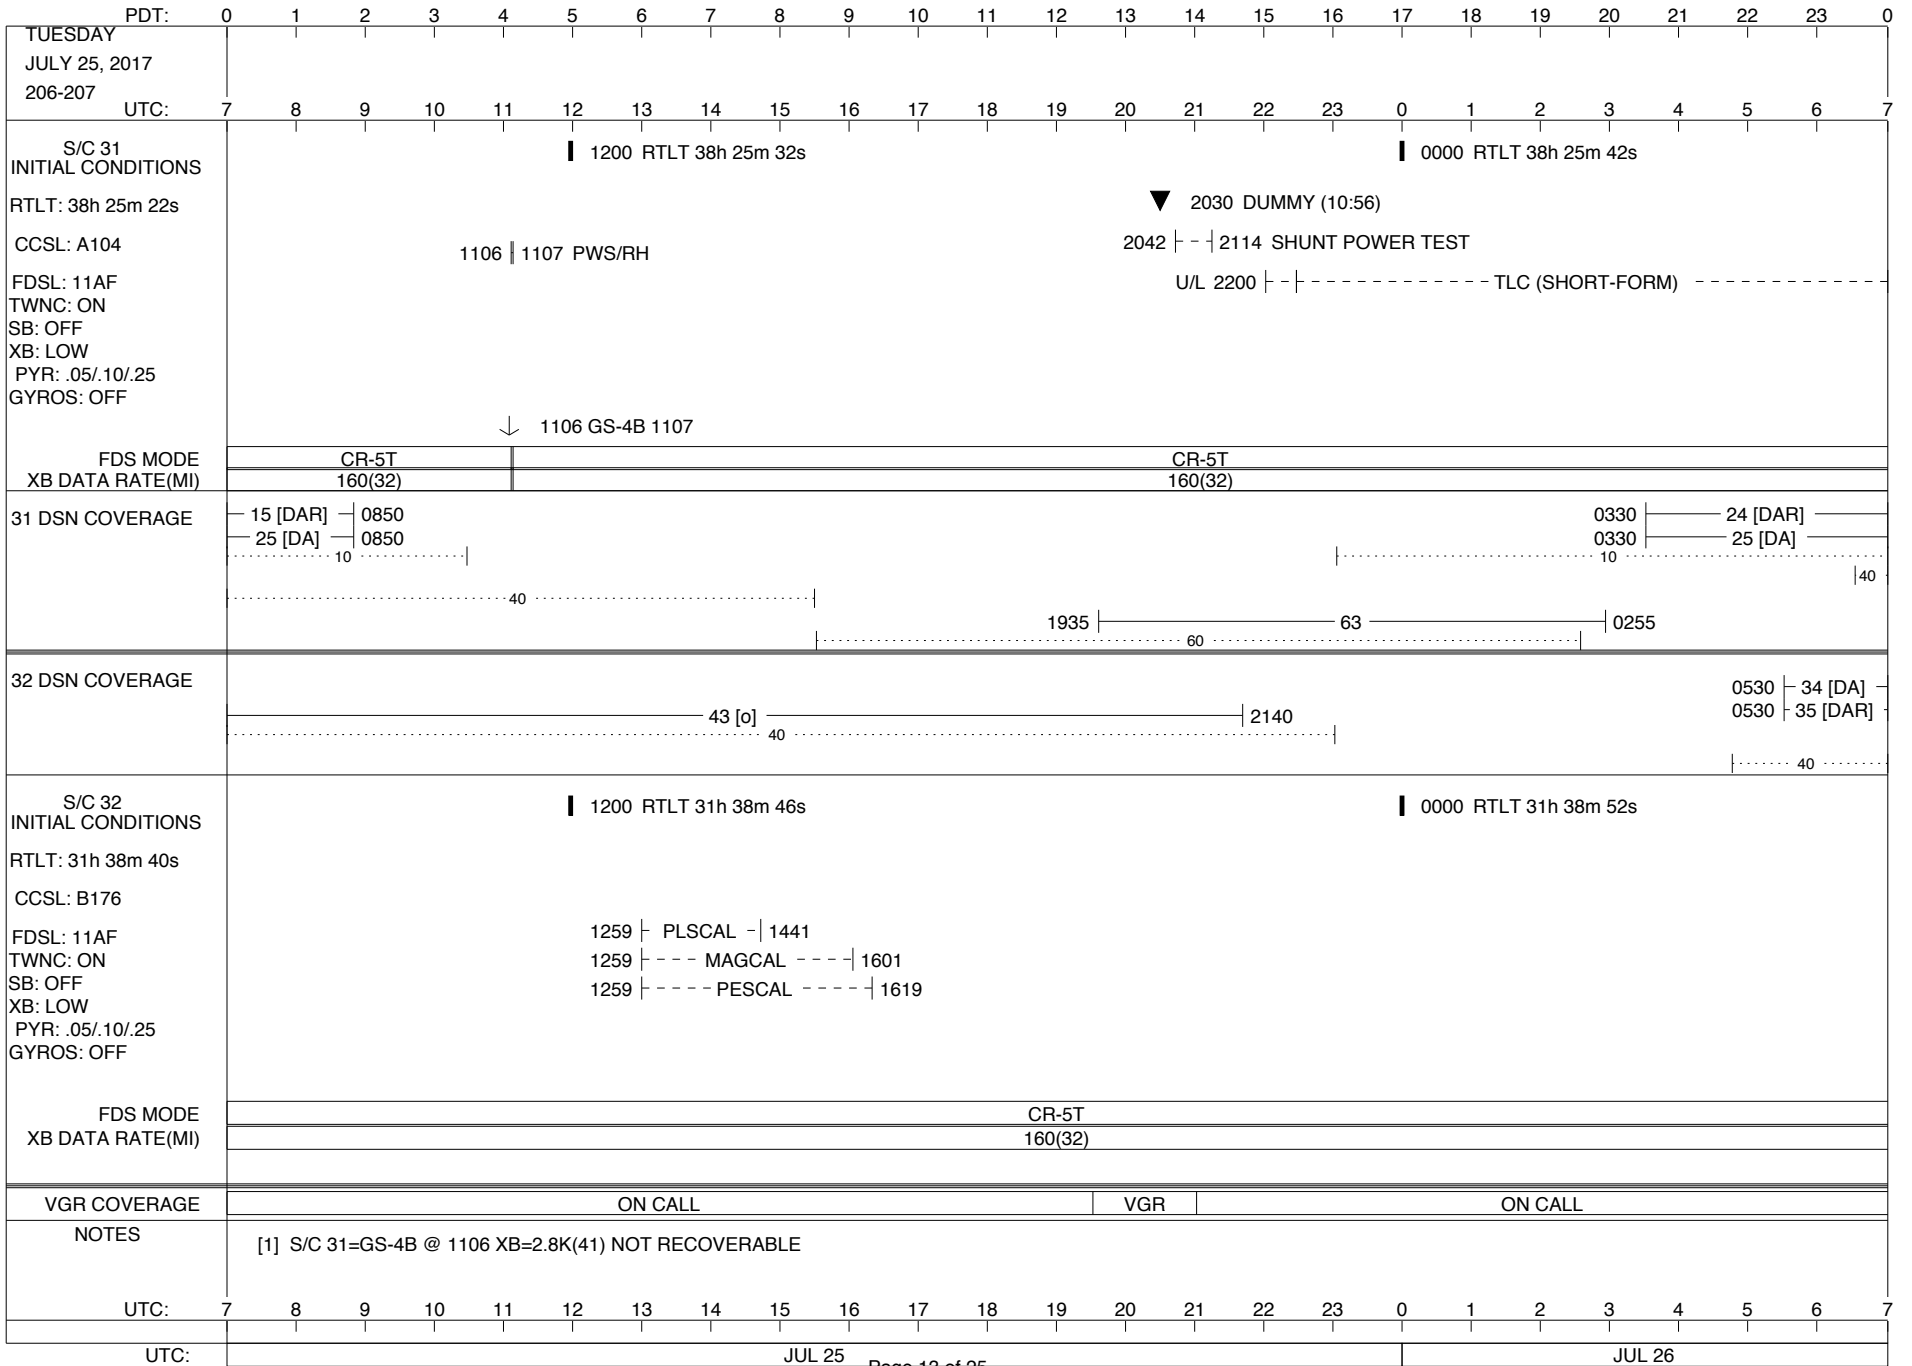 PDT: 0 1 2 3 4 5 6 7 8 9 10 11 12 13 14 15 16 17 18 19 20 21 22 23 0
TUESDAY
JULY 25, 2017
206-207
UTC: 7 8 9 10 11 12 13 14 15 16 17 18 19 20 21 22 23 0 1 2 3 4 5 6 7
S/C 31
INITIAL CONDITIONS
1200 RTLT 38h 25m 32s
0000 RTLT 38h 25m 42s
RTLT: 38h 25m 22s
2030 DUMMY (10:56)
CCSL: A104
1106 1107 PWS/RH
2042 2114 SHUNT POWER TEST
FDSL: 11AF
U/L 2200 TLC (SHORT-FORM)
TWNC: ON
SB: OFF
XB: LOW
PYR: .05/.10/.25
GYROS: OFF
1106 GS-4B 1107
FDS MODE CR-5T CR-5T
XB DATA RATE(MI) 160(32) 160(32)
31 DSN COVERAGE
15 [DAR] 0850
0330 24 [DAR]
25 [DA] 0850
0330 25 [DA]
10
10
40
40
1935 63 0255
60
32 DSN COVERAGE
0530 34 [DA]
43 [o] 2140
0530 35 [DAR]
40
40
S/C 32
INITIAL CONDITIONS
1200 RTLT 31h 38m 46s
0000 RTLT 31h 38m 52s
RTLT: 31h 38m 40s
CCSL: B176
FDSL: 11AF
1259 PLSCAL 1441
TWNC: ON
1259 MAGCAL 1601
SB: OFF
1259 PESCAL 1619
XB: LOW
PYR: .05/.10/.25
GYROS: OFF
FDS MODE CR-5T
XB DATA RATE(MI) 160(32)
VGR COVERAGE ON CALL VGR ON CALL
NOTES
[1] S/C 31=GS-4B @ 1106 XB=2.8K(41) NOT RECOVERABLE
UTC: 7 8 9 10 11 12 13 14 15 16 17 18 19 20 21 22 23 0 1 2 3 4 5 6 7
UTC: JUL 25 JUL 26
Page 13 of 25